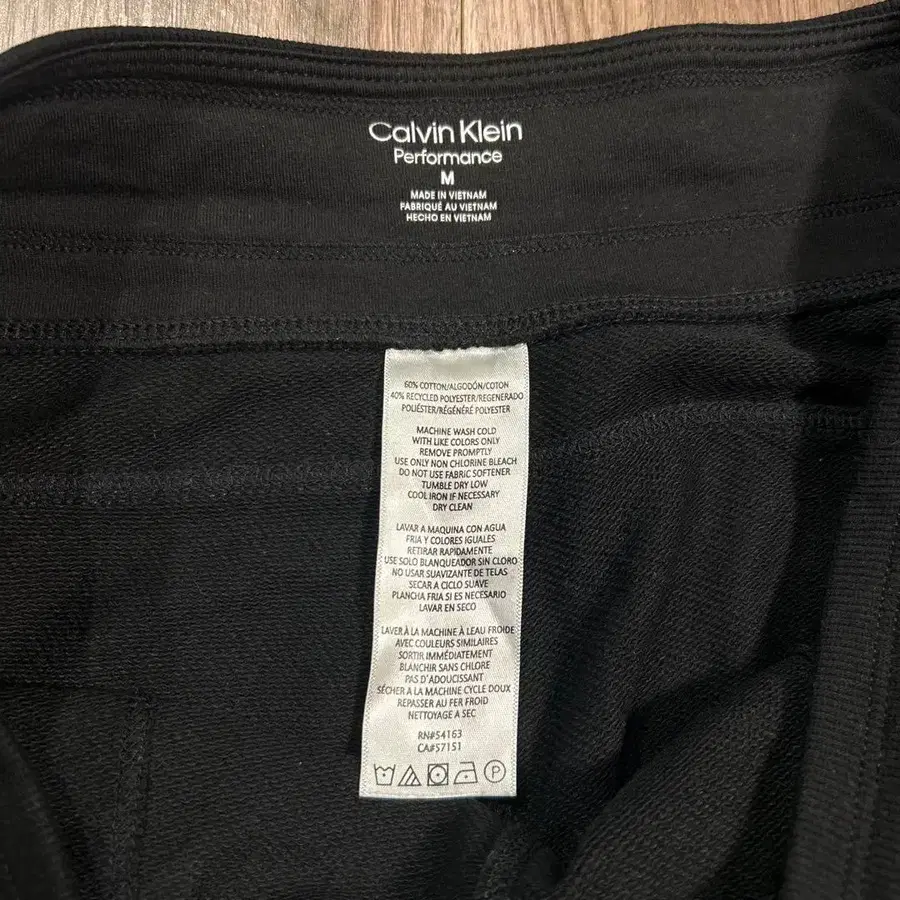 Calvin Klein
Performance
M
MADE IN VIETNAM
FABRIQUÉ AU VIETNAM
HECHO EN VIETNAM
60% COTTON/ALGODÓN/COTON
40% RECYCLED POLYESTER/REGENERADO
POLIÉSTER/RÉGÉNÉRÉ POLYESTER
MACHINE WASH COLD
WITH LIKE COLORS ONLY
REMOVE PROMPTLY
USE ONLY NON CHLORINE BLEACH
DO NOT USE FABRIC SOFTENER
TUMBLE DRY LOW
COOL IRON IF NECESSARY
DRY CLEAN
LAVAR A MAQUINA CON AGUA
FRIA Y COLORES IGUALES
RETIRAR RAPIDAMENTE
USE SOLO BLANQUEADOR SIN CLORO
NO USAR SUAVIZANTE DE TELAS
SECAR A CICLO SUAVE
PLANCHA FRIA SI ES NECESARIO
LAVAR EN SECO
LAVER À LA MACHINE À LEAU FROIDE
AVEC COULEURS SIMILAIRES
SORTIR IMMÉDIATEMENT
BLANCHIR SANS CHLORE
PAS D'ADOUCISSANT
SÉCHER A LA MACHINE CYCLE DOUX
REPASSER AU FER FROID
NETTOYAGE A SEC
RN#54163
CA#57151
P